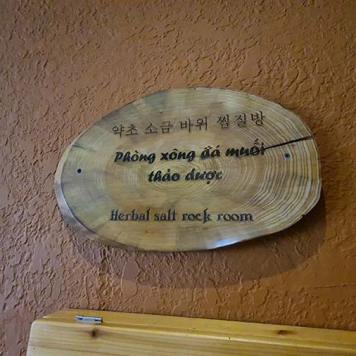 약초 소금 바위 찜질방
Phòng xông đá muối
thảo dược
Herbal salt rock room